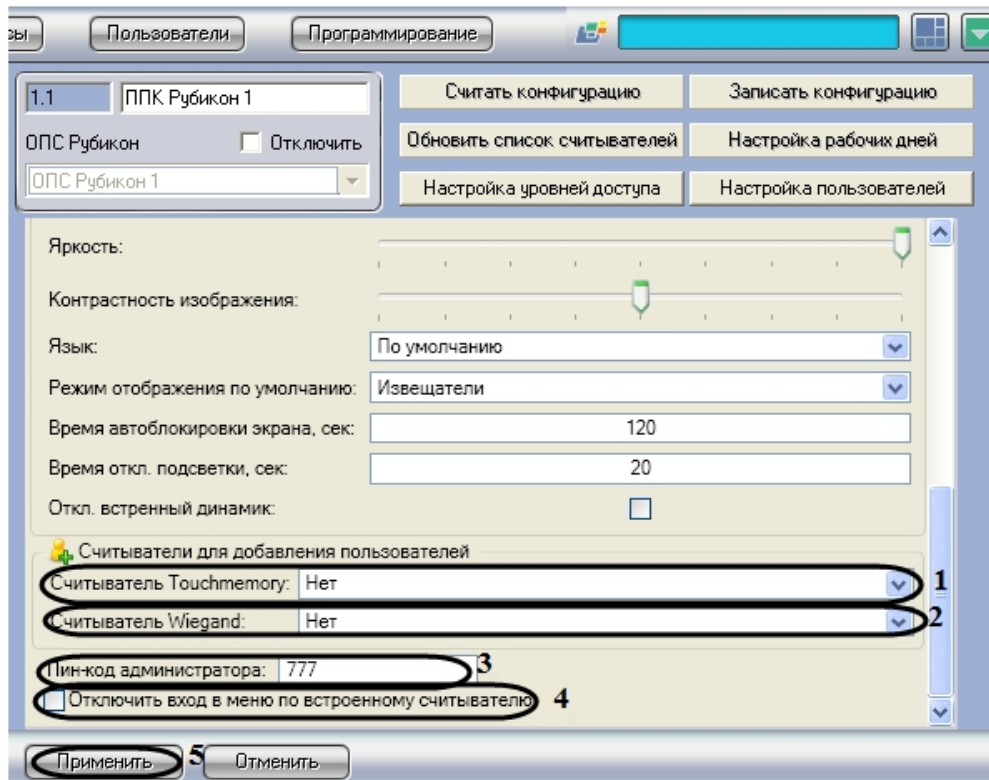 сы Пользователи Программирование
1.1 ППК Рубикон 1
ОПС Рубикон Отключить
ОПС Рубикон 1
Считать конфигурацию Записать конфигурацию
Обновить список считывателей Настройка рабочих дней
Настройка уровней доступа Настройка пользователей
Яркость:
Контрастность изображения:
Язык: По умолчанию
Режим отображения по умолчанию: Извещатели
Время автоблокировки экрана, сек: 120
Время откл. подсветки, сек: 20
Откл. встренный динамик:
Считыватели для добавления пользователей
Считыватель Touchmemory: Нет 1
Считыватель Wiegand: Нет 2
Пин-код администратора: 777 3
Отключить вход в меню по встроенному считывателю 4
Применить 5 Отменить